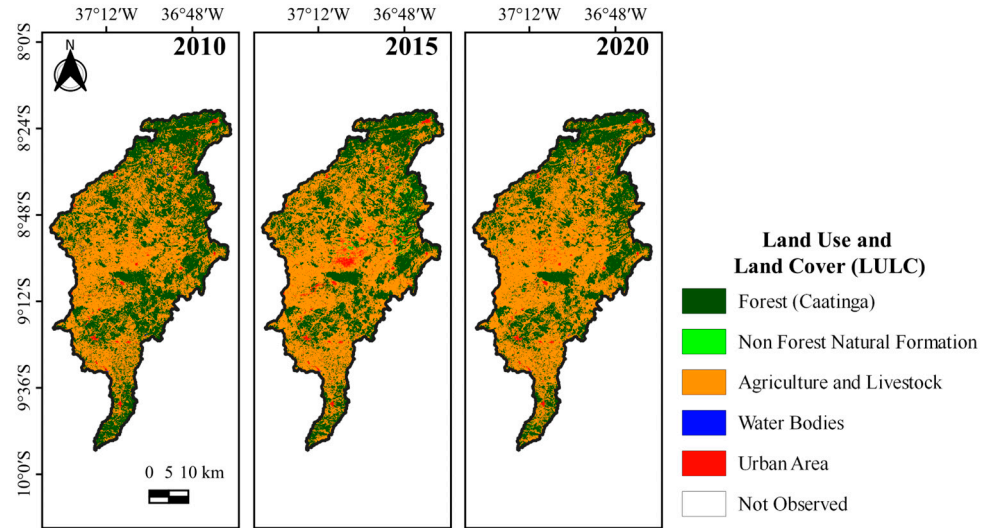 37°12'W 36°48'W 37°12'W 36°48'W 37°12'W 36°48'W
8°0'S
8°24'S
8°48'S
9°12'S
9°36'S
10°0'S
N
2010
2015
2020
0 5 10 km
Land Use and
Land Cover (LULC)
Forest (Caatinga)
Non Forest Natural Formation
Agriculture and Livestock
Water Bodies
Urban Area
Not Observed